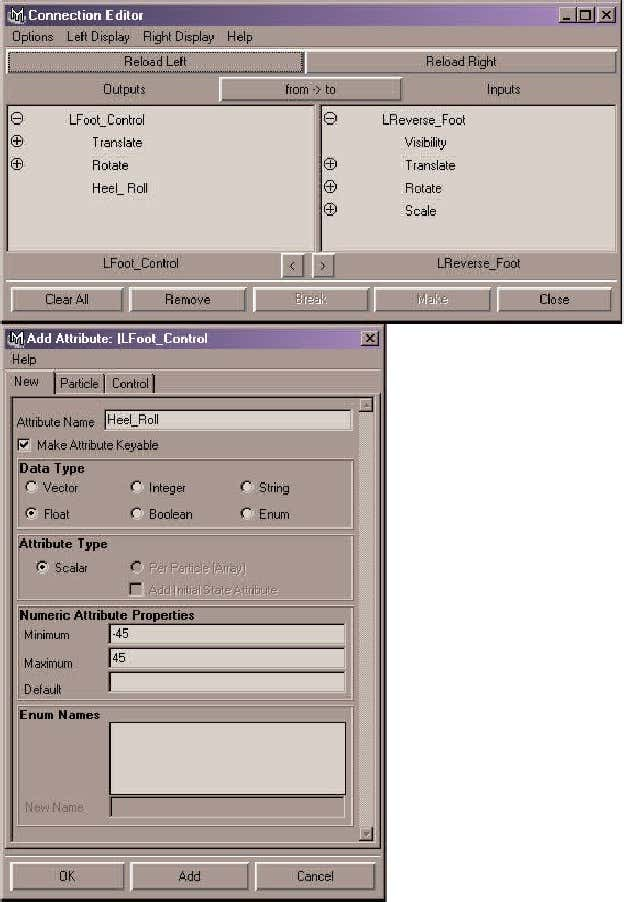 Connection Editor
Options Left Display Right Display Help
Reload Left Reload Right
Outputs from -> to Inputs
LFoot_Control LReverse_Foot
Translate Visibility
Rotate Translate
Heel_ Roll Rotate
Scale
LFoot_Control < > LReverse_Foot
Clear All Remove Break Make Close
Add Attribute: |LFoot_Control
Help
New Particle Control
Attribute Name Heel_Roll
Make Attribute Keyable
Data Type
Vector Integer String
Float Boolean Enum
Attribute Type
Scalar Per Particle (Array)
Add Initial State Attribute
Numeric Attribute Properties
Minimum -45
Maximum 45
Default
Enum Names
New Name
OK Add Cancel